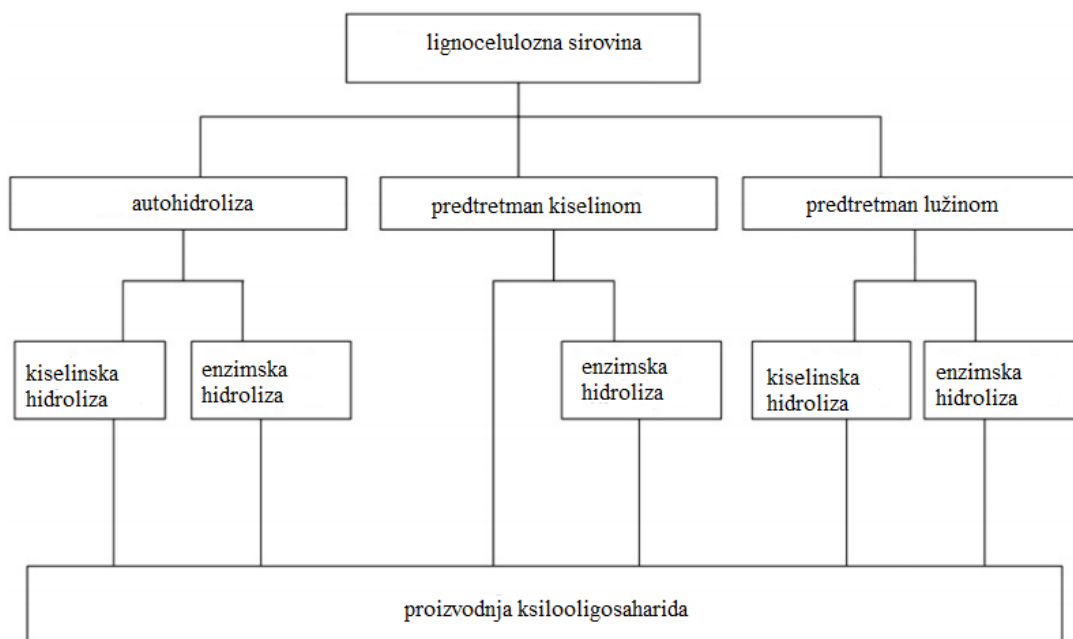 lignocelulozna sirovina
autohidroliza
predtretman kiselinom
predtretman lužinom
kiselinska
hidroliza
enzimska
hidroliza
enzimska
hidroliza
kiselinska
hidroliza
enzimska
hidroliza
proizvodnja ksilooligosaharida